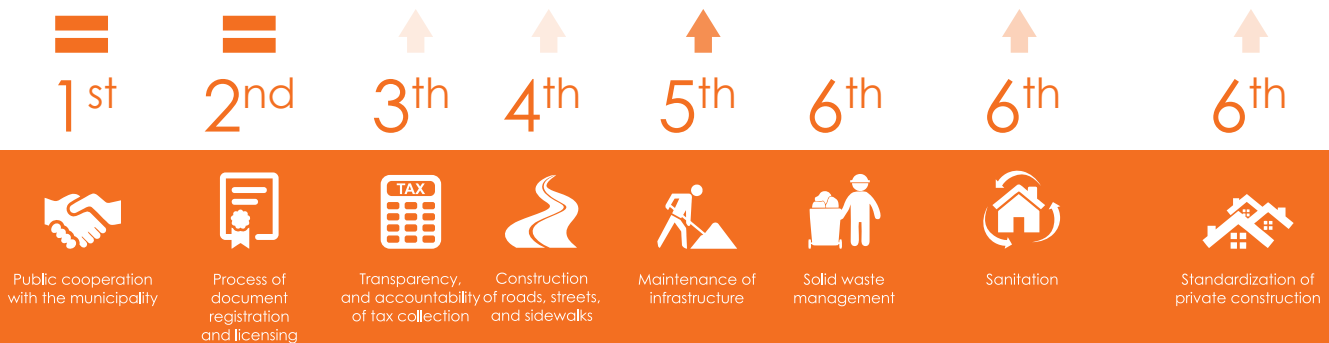 1st
2nd
3th
4th
5th
6th
6th
6th
TAX
Public cooperation
with the municipality
Process of
document
registration
and licensing
Transparency,
and accountability
of tax collection
Construction
of roads, streets,
and sidewalks
Maintenance of
infrastructure
Solid waste
management
Sanitation
Standardization of
private construction